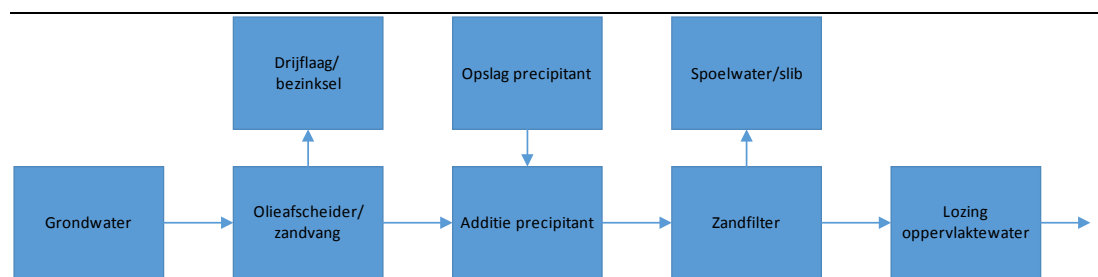 Drijflaag/
bezinksel
Opslag precipitant
Spoelwater/slib
Grondwater
Olieafscheider/
zandvang
Additie precipitant
Zandfilter
Lozing
oppervlaktewater